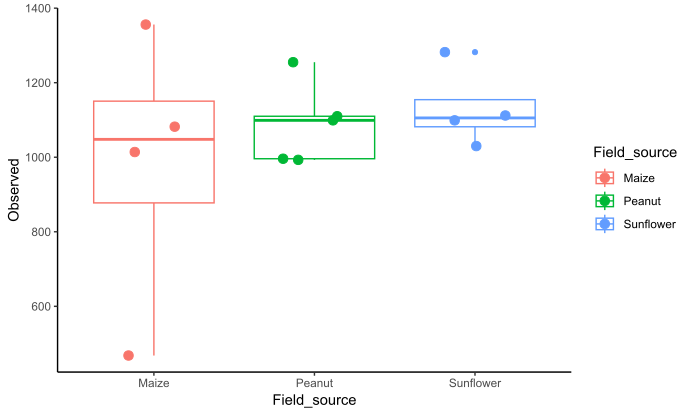 1400
1200
1000
800
600
Observed
Maize
Peanut
Sunflower
Field_source
Field_source
Maize
Peanut
Sunflower